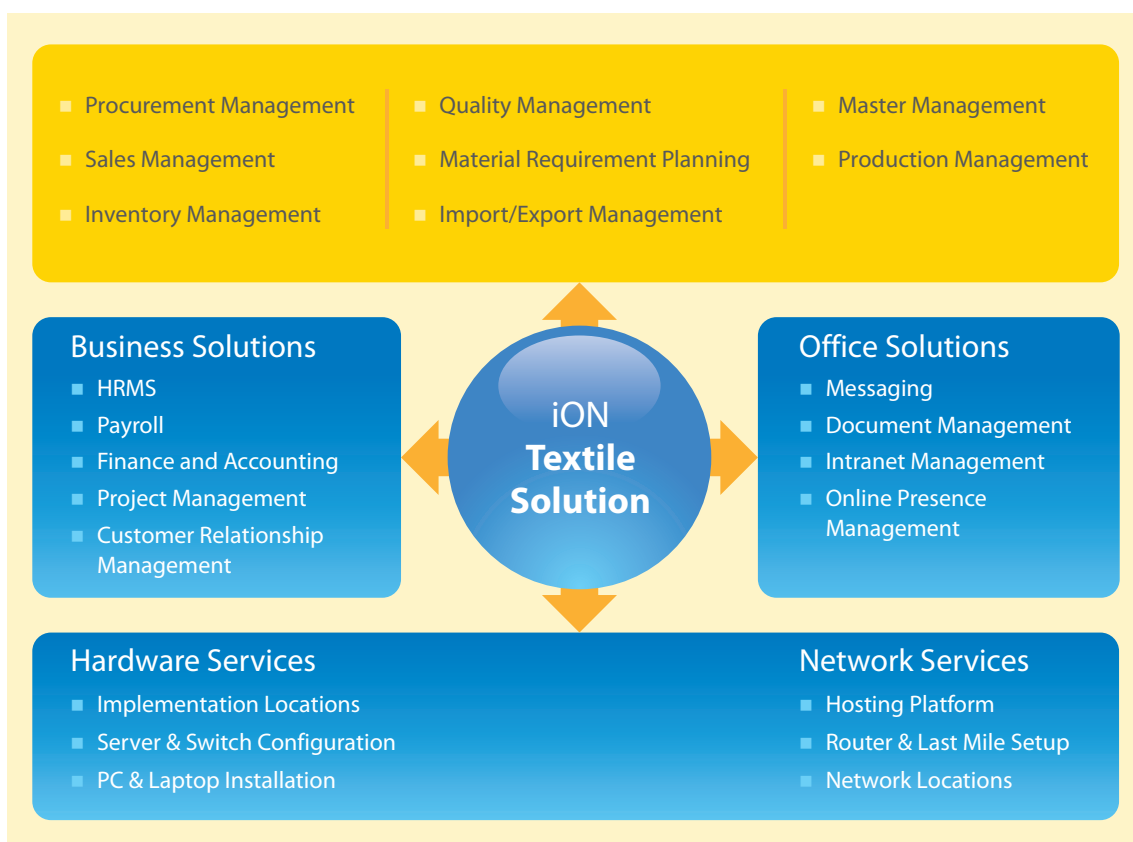 Procurement Management
Sales Management
Inventory Management
Quality Management
Material Requirement Planning
Import/Export Management
Master Management
Production Management
Business Solutions
HRMS
Payroll
Finance and Accounting
Project Management
Customer Relationship
Management
iON
Textile
Solution
Office Solutions
Messaging
Document Management
Intranet Management
Online Presence
Management
Hardware Services
Implementation Locations
Server & Switch Configuration
PC & Laptop Installation
Network Services
Hosting Platform
Router & Last Mile Setup
Network Locations